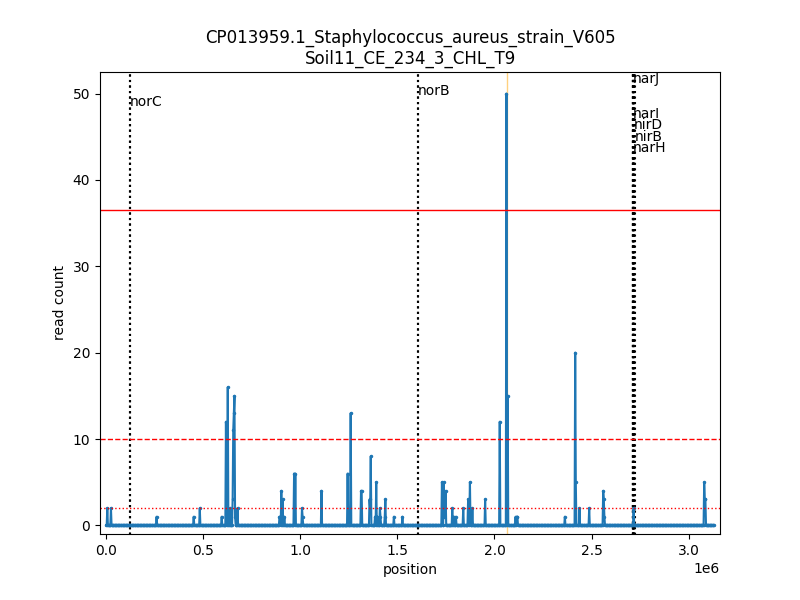 CP013959.1_Staphylococcus_aureus_strain_V605
Soil11_CE_234_3_CHL_T9
narJ
norB
norC
narI
nirD
nirB
narH
50
40
30
20
10
0
read count
0.0 0.5 1.0 1.5 2.0 2.5 3.0
1e6
position